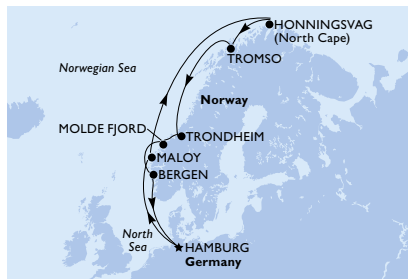 HONNINGSVAG
(North Cape)
TROMSO
Norwegian Sea
Norway
MOLDE FJORD
TRONDHEIM
MALOY
BERGEN
North
Sea
HAMBURG
Germany